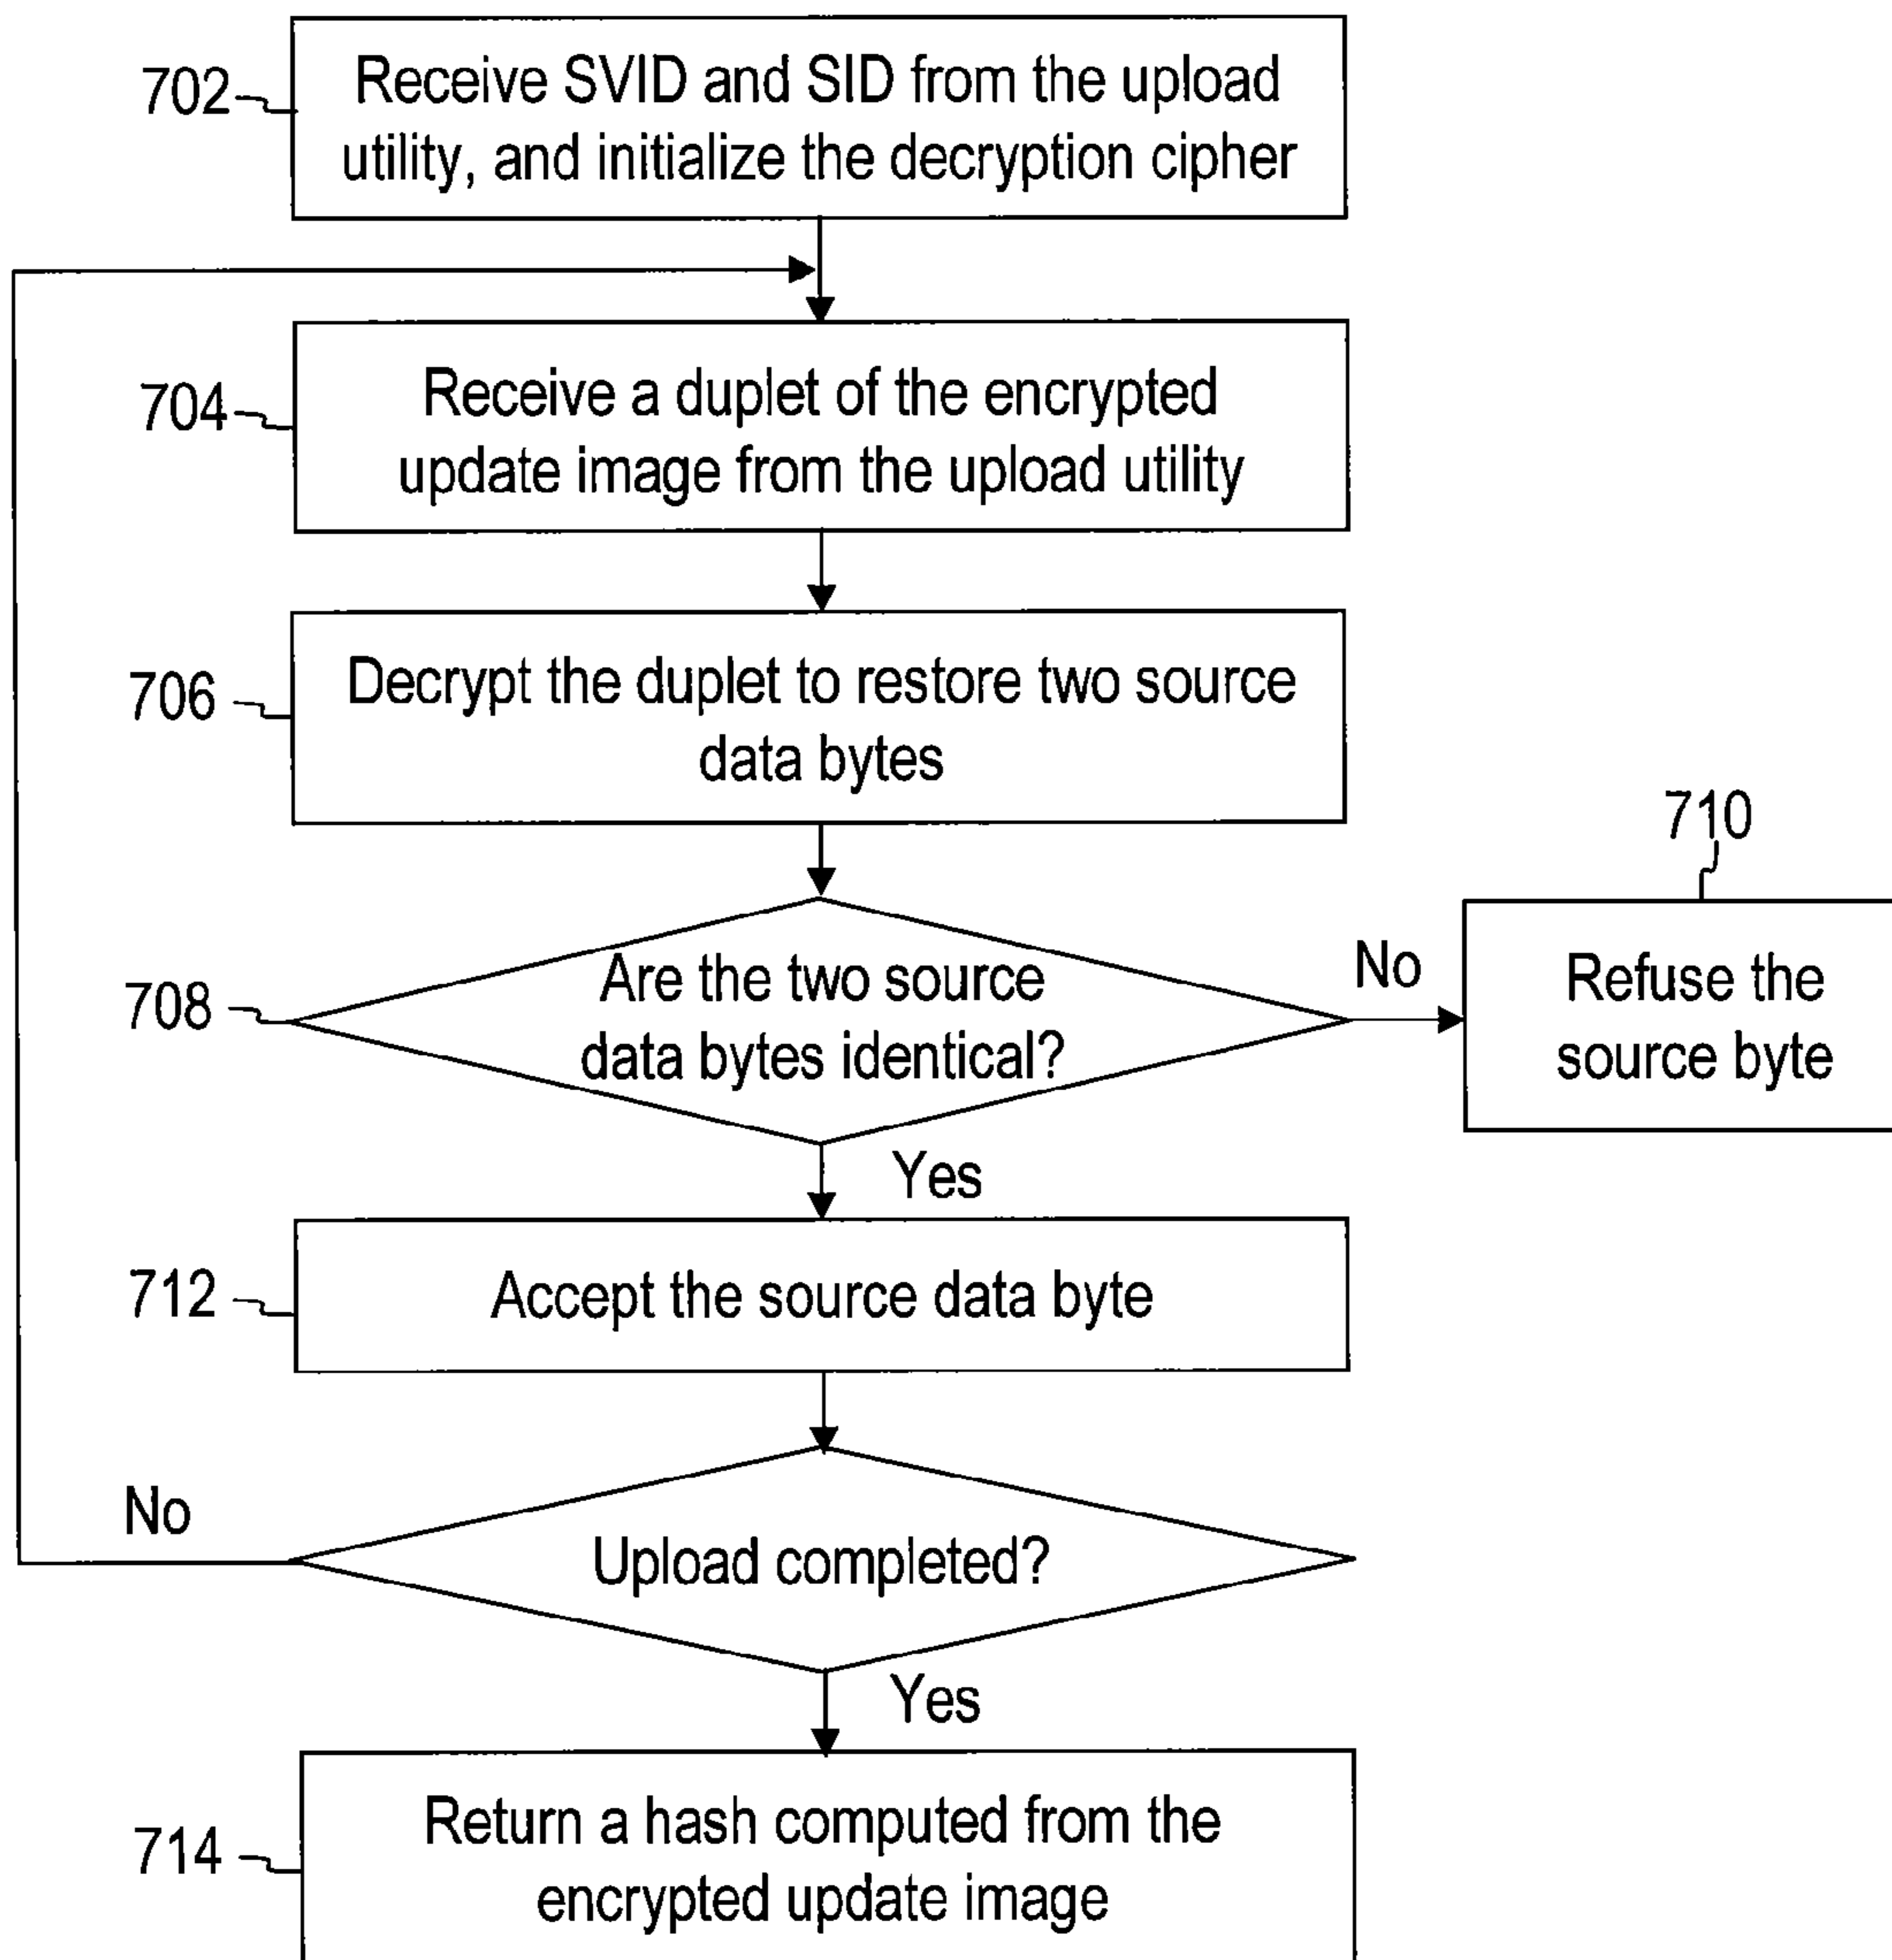 702
Receive SVID and SID from the upload
utility, and initialize the decryption cipher
704
Receive a duplet of the encrypted
update image from the upload utility
706
Decrypt the duplet to restore two source
data bytes
708
Are the two source
data bytes identical?
No
710
Refuse the
source byte
Yes
712
Accept the source data byte
No
Upload completed?
Yes
714
Return a hash computed from the
encrypted update image